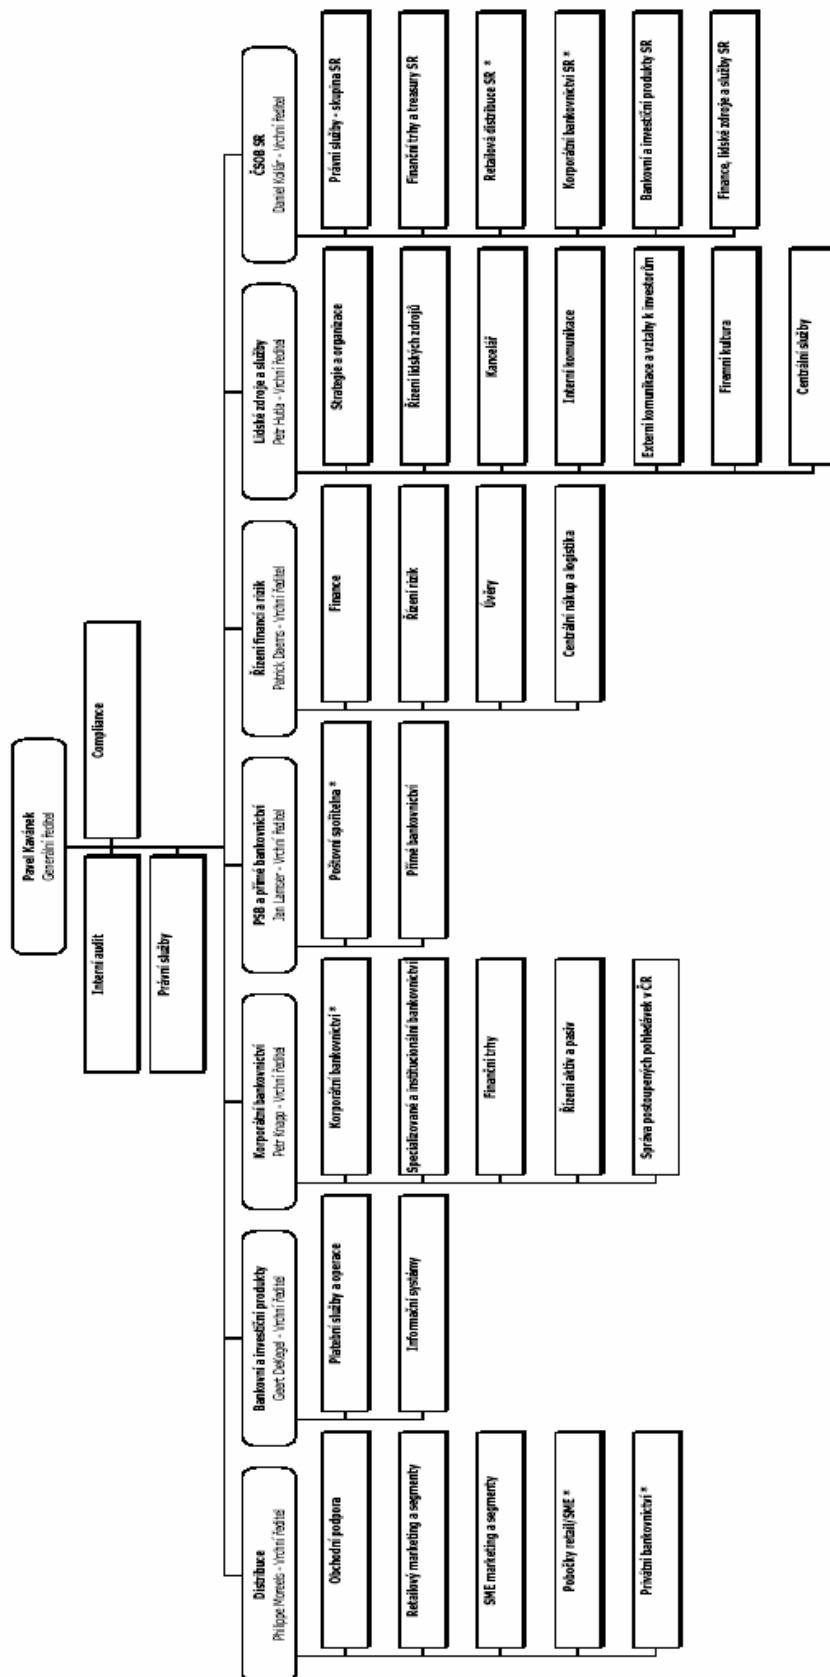 Pavel Kavánek
Generální ředitel
Interní audit
Compliance
Právní služby
Distribuce
Philippe Moreels - Vrchní ředitel
Obchodní podpora
Retailový marketing a segmenty
SME marketing a segmenty
Pobočky retail/SME *
Privátní bankovnictví *
Bankovní a investiční produkty
Geert DeKegel - Vrchní ředitel
Platební služby a operace
Informační systámy
Korporátní bankovnictví
Petr Knapp - Vrchní ředitel
Korporátní bankovnictví *
Specializované a institucionální bankovnictví
Finanční trhy
Řízení aktiv a pasiv
Správa postoupených pohledávek v ČR
PSB a přímé bankovnictví
Jan Lamser - Vrchní ředitel
Poštovní spořitelna *
Přímé bankovnictví
Řízení financí a rizik
Patrick Daems - Vrchní ředitel
Finance
Řízení rizik
Úvěry
Centrální nákup a logistika
Lidské zdroje a služby
Petr Hutla - Vrchní ředitel
Strategie a organizace
Řízení lidských zdrojů
Kancelář
Interní komunikace
Externí komunikace a vztahy k investorům
Firemní kultura
Centrální služby
ČSOB SR
Daniel Kollár - Vrchní ředitel
Právní služby - skupina SR
Finanční trhy a treasury SR
Retailová distribuce SR *
Korporátní bankovnictví SR *
Bankovní a investiční produkty SR
Finance, lidské zdroje a služby SR